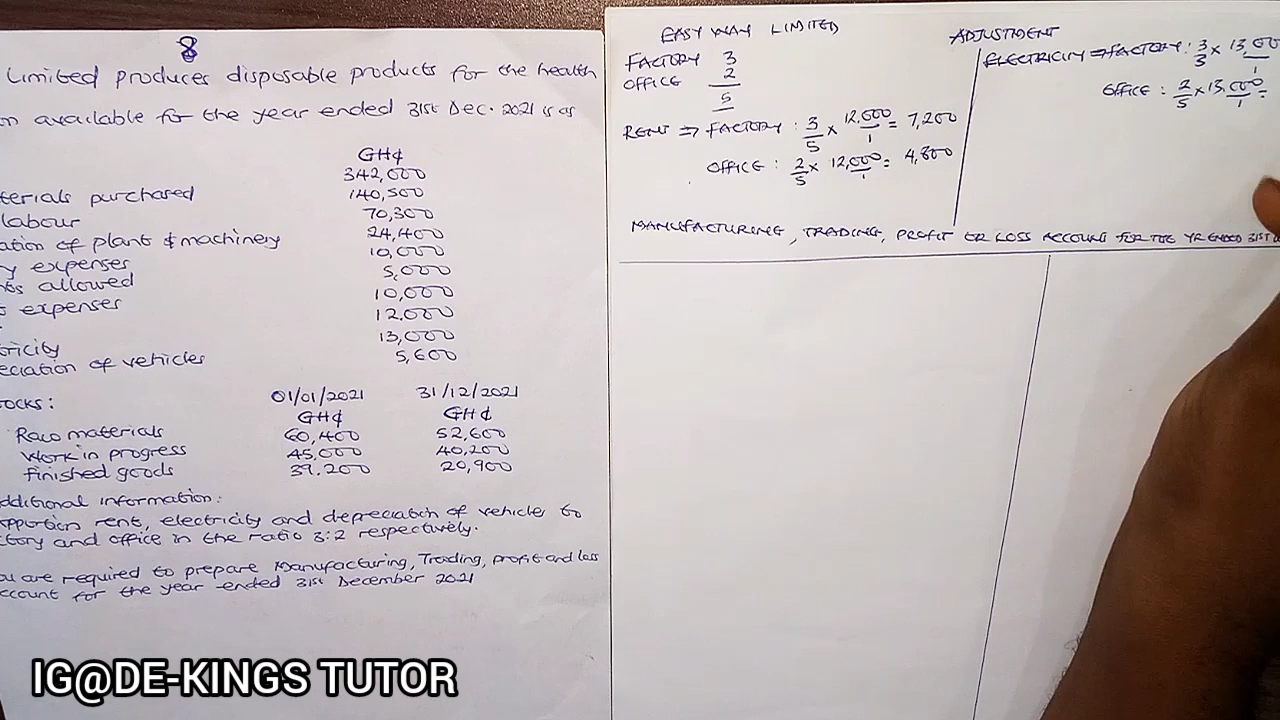 8
Limited produces disposable products for the health
on available for the year ended 31st Dec. 2021 is as
GH¢
342,000
terials purchased 140,500
labour 70,300
ation of plant & machinery 24,400
y expenses 10,000
nts allowed 5,000
s expenses 10,000
12,000
ricity 13,000
eciation of vehicles 5,600
ocks: 01/01/2021 31/12/2021
GH¢ GH¢
Raw materials 60,400 52,600
Work in progress 45,000 40,200
Finished goods 39.200 20,900
dditional information:
pportion rent, electricity and depreciation of vehicles to
ctory and office in the ratio 3:2 respectively.
ou are required to prepare Manufacturing, Trading, profit and loss
ccount for the year ended 31st December 2021
EASY WAY LIMITED
FACTORY 3
OFFICE 2
5
RENT ⇒ FACTORY : 3/5 × 12,000/1 = 7,200
OFFICE : 2/5 × 12,000/1 = 4,800
ADJUSTMENT
ELECTRICITY ⇒ FACTORY : 3/3 × 13,00/1
OFFICE : 2/5 × 13,000/1 =
MANUFACTURING, TRADING, PROFIT OR LOSS ACCOUNT FOR THE YR ENDED 31ST
IG@DE-KINGS TUTOR